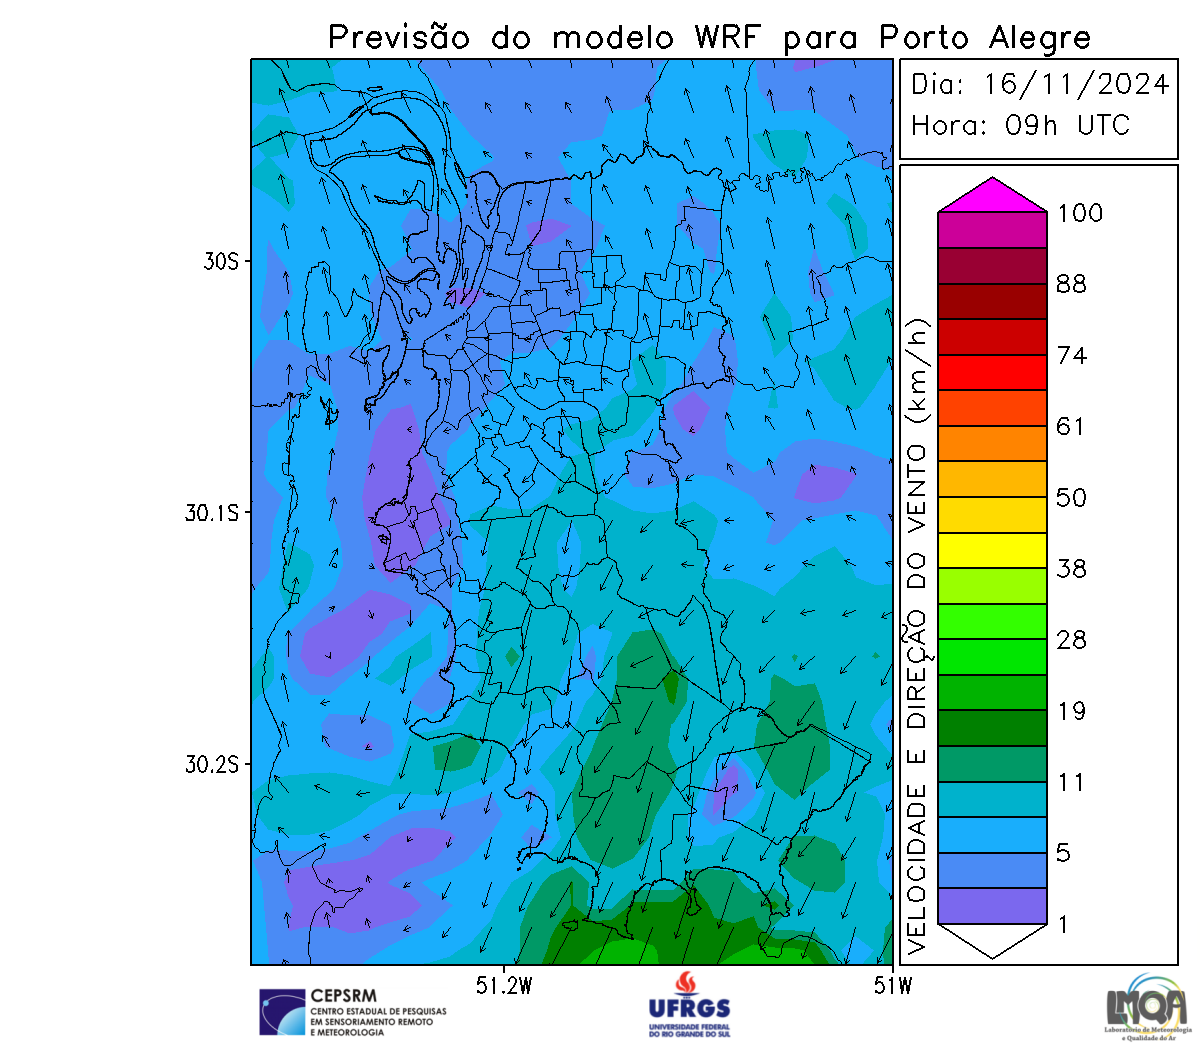 Previsão do modelo WRF para Porto Alegre
Dia: 16/11/2024
Hora: 09h UTC
30S
30.1S
30.2S
51.2W
51W
VELOCIDADE E DIREÇÃO DO VENTO (km/h)
100
88
74
61
50
38
28
19
11
5
1
CEPSRM
CENTRO ESTADUAL DE PESQUISAS
EM SENSORIAMENTO REMOTO
E METEOROLOGIA
UFRGS
UNIVERSIDADE FEDERAL
DO RIO GRANDE DO SUL
LMQA
Laboratório de Meteorologia
e Qualidade do Ar